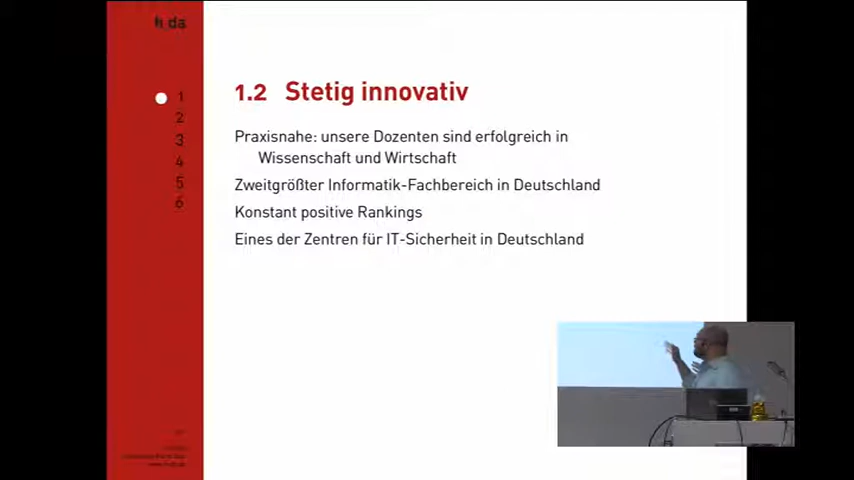 h_da
1.2 Stetig innovativ
1
2
3
4
5
6
Praxisnahe: unsere Dozenten sind erfolgreich in
Wissenschaft und Wirtschaft
Zweitgrößter Informatik-Fachbereich in Deutschland
Konstant positive Rankings
Eines der Zentren für IT-Sicherheit in Deutschland